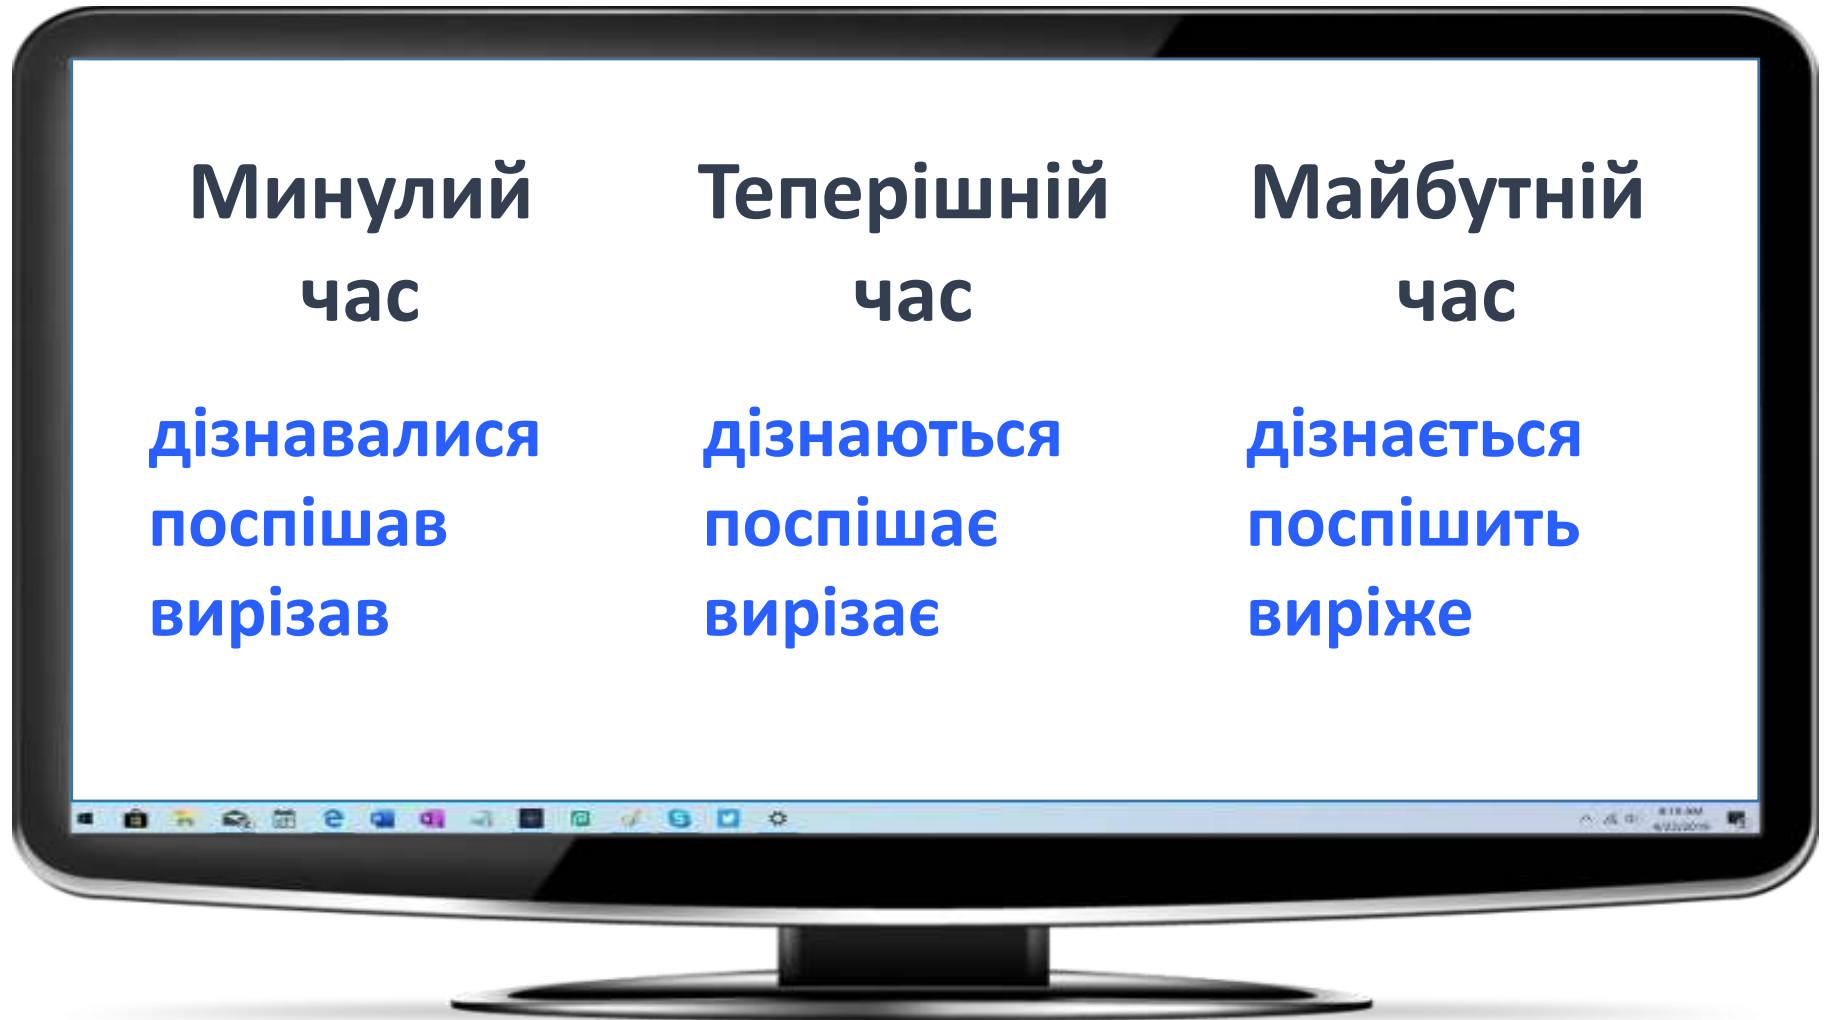 Минулий
час
Теперішній
час
Майбутній
час
дізнавалися
поспішав
вирізав
дізнаються
поспішає
вирізає
дізнається
поспішить
виріже